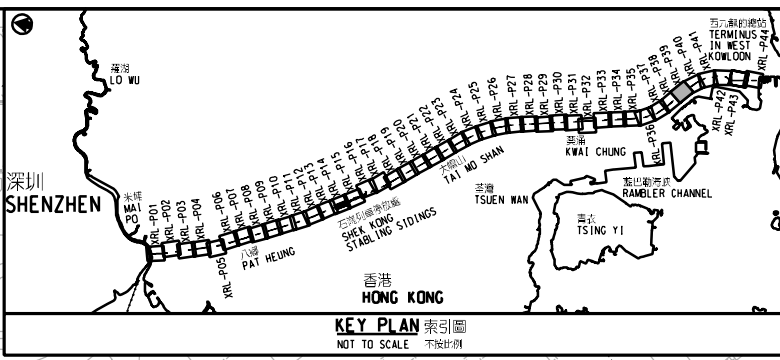 羅湖
LO WU
深圳
SHENZHEN
米埔
MAI
PO
XRL-P01
XRL-P02
XRL-P03
XRL-P04
XRL-P05
XRL-P06
XRL-P07
XRL-P08
XRL-P09
XRL-P10
XRL-P11
XRL-P12
XRL-P13
XRL-P14
XRL-P15
XRL-P16
XRL-P17
XRL-P18
XRL-P19
XRL-P20
XRL-P21
XRL-P22
XRL-P23
XRL-P24
XRL-P25
XRL-P26
XRL-P27
XRL-P28
XRL-P29
XRL-P30
XRL-P31
XRL-P32
XRL-P33
XRL-P34
XRL-P35
XRL-P36
XRL-P37
XRL-P38
XRL-P39
XRL-P40
XRL-P41
XRL-P42
XRL-P43
XRL-P44
西九龍的總站
TERMINUS
IN WEST
KOWLOON
八鄉
PAT HEUNG
石崗列車停放處
SHEK KONG
STABLING SIDINGS
大帽山
TAI MO SHAN
葵涌
KWAI CHUNG
荃灣
TSUEN WAN
藍巴勒海峽
RAMBLER CHANNEL
青衣
TSING YI
香港
HONG KONG
KEY PLAN 索引圖
NOT TO SCALE 不按比例